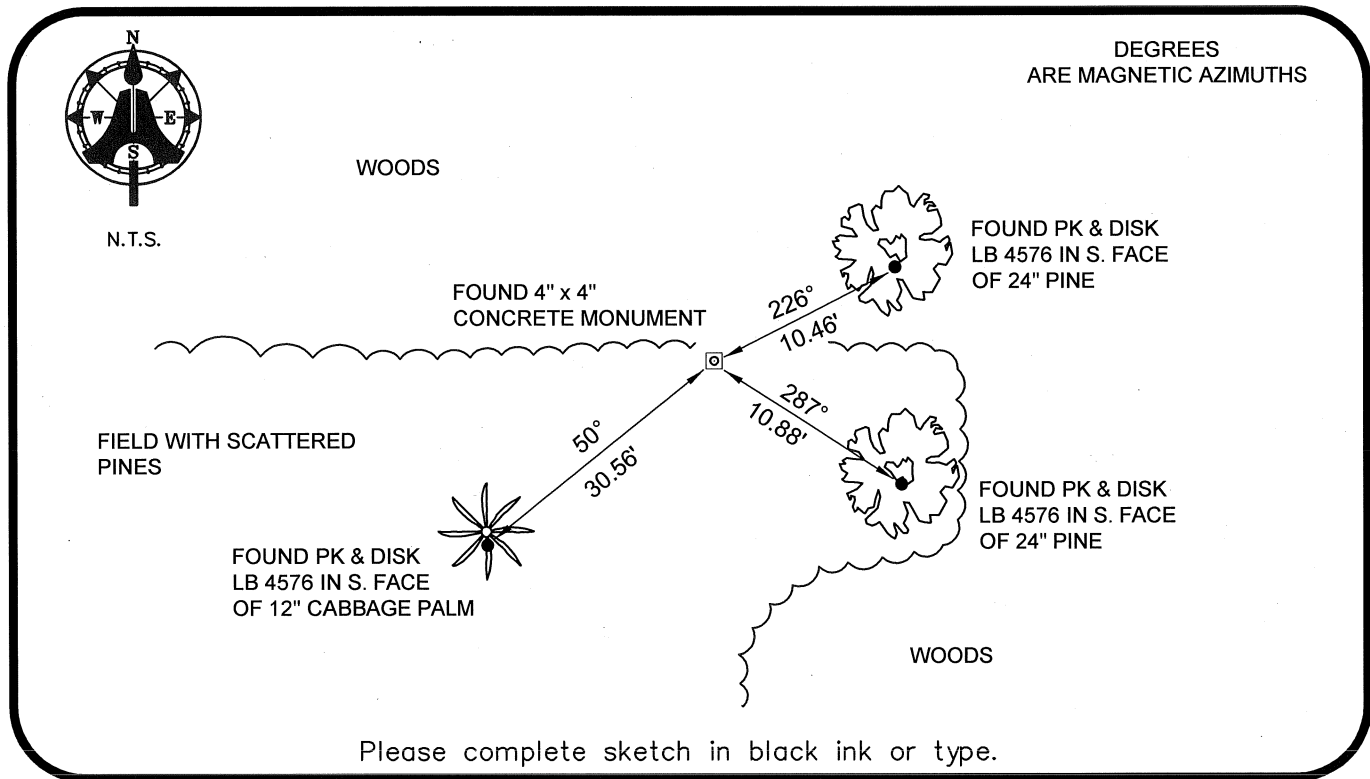 N
W E
S
N.T.S.
DEGREES
ARE MAGNETIC AZIMUTHS
WOODS
FOUND PK & DISK
LB 4576 IN S. FACE
OF 24" PINE
FOUND 4" x 4"
CONCRETE MONUMENT
226°
10.46'
287°
10.88'
50°
30.56'
FIELD WITH SCATTERED
PINES
FOUND PK & DISK
LB 4576 IN S. FACE
OF 24" PINE
FOUND PK & DISK
LB 4576 IN S. FACE
OF 12" CABBAGE PALM
WOODS
Please complete sketch in black ink or type.